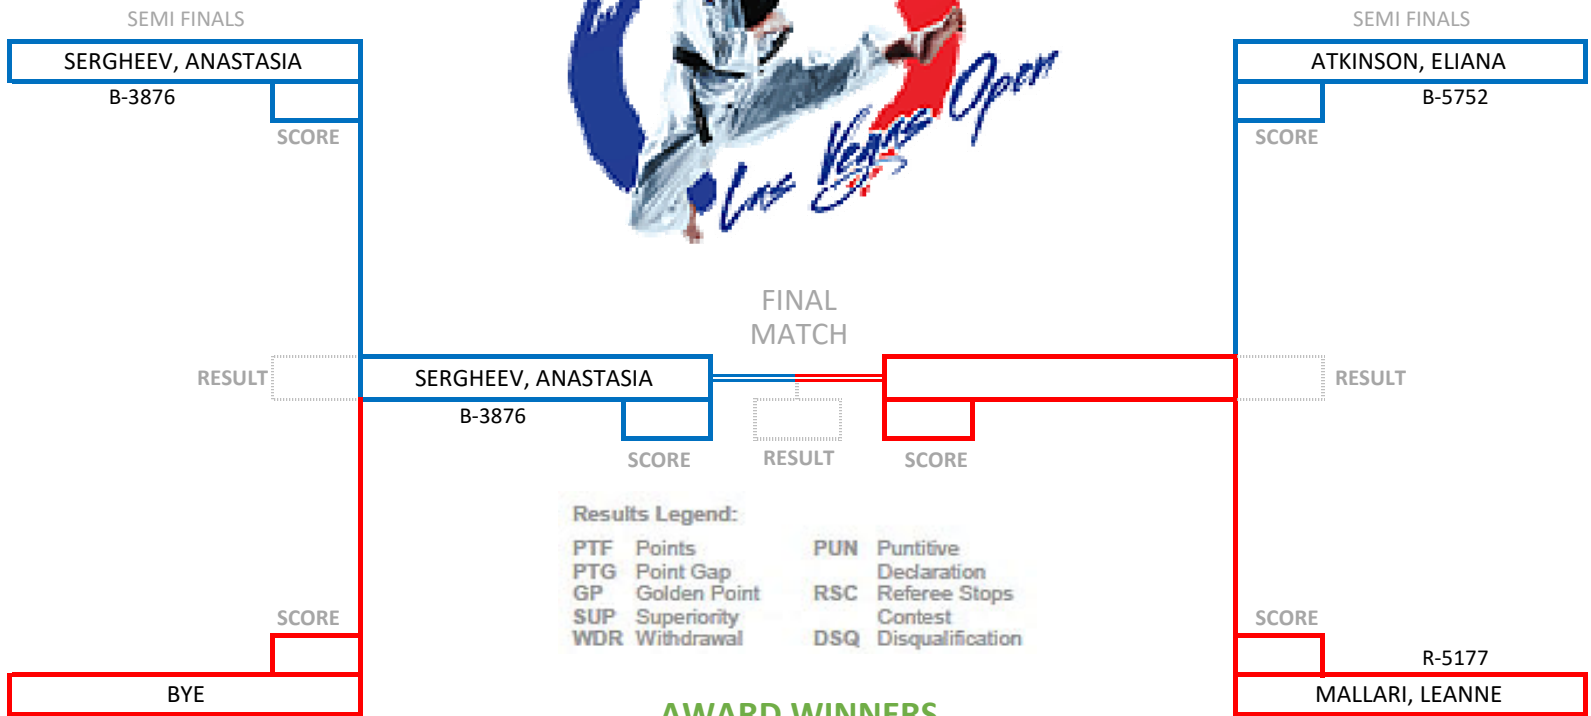 SEMI FINALS
SERGHEEV, ANASTASIA
B-3876
SCORE
Las Vegas Open
SEMI FINALS
ATKINSON, ELIANA
B-5752
SCORE
FINAL
MATCH
RESULT
SERGHEEV, ANASTASIA
B-3876
SCORE
RESULT
SCORE
RESULT
Results Legend:
PTF Points
PTG Point Gap
GP Golden Point
SUP Superiority
WDR Withdrawal
PUN Puntitive
Declaration
RSC Referee Stops
Contest
DSQ Disqualification
SCORE
BYE
SCORE
R-5177
MALLARI, LEANNE
AWARD WINNERS